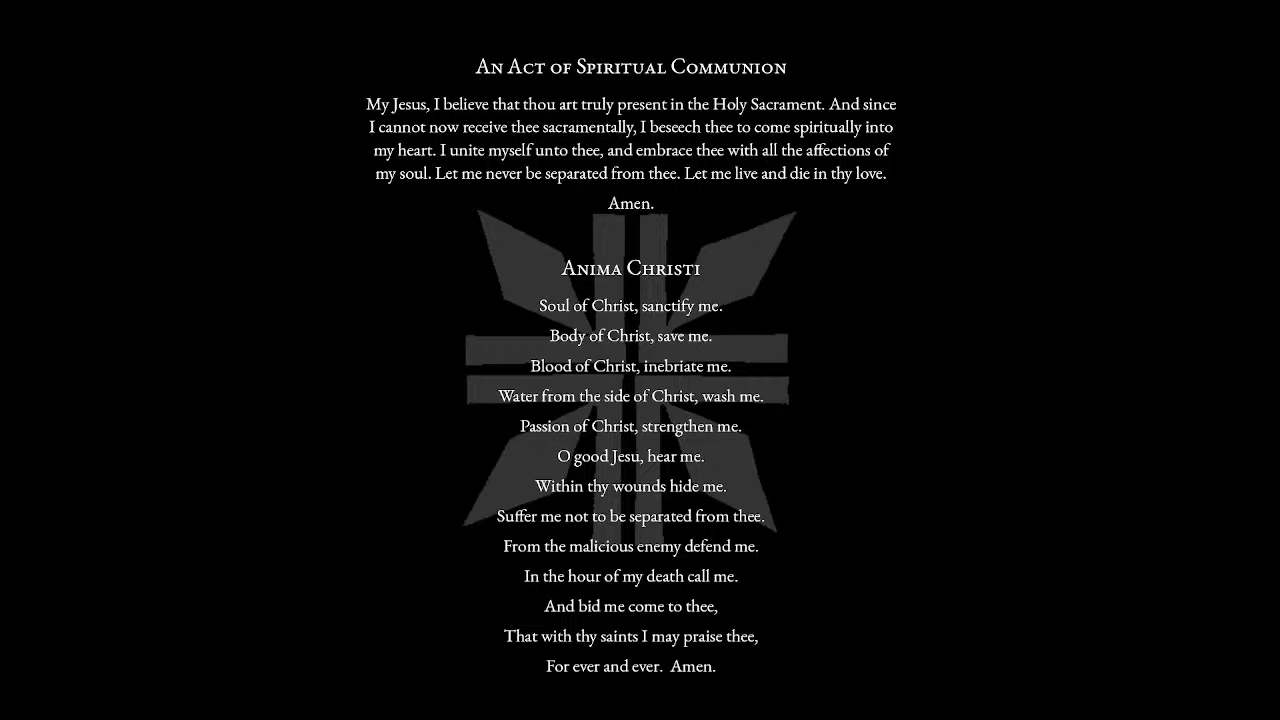 An Act of Spiritual Communion
My Jesus, I believe that thou art truly present in the Holy Sacrament. And since
I cannot now receive thee sacramentally, I beseech thee to come spiritually into
my heart. I unite myself unto thee, and embrace thee with all the affections of
my soul. Let me never be separated from thee. Let me live and die in thy love.
Amen.
Anima Christi
Soul of Christ, sanctify me.
Body of Christ, save me.
Blood of Christ, inebriate me.
Water from the side of Christ, wash me.
Passion of Christ, strengthen me.
O good Jesu, hear me.
Within thy wounds hide me.
Suffer me not to be separated from thee.
From the malicious enemy defend me.
In the hour of my death call me.
And bid me come to thee,
That with thy saints I may praise thee,
For ever and ever.  Amen.